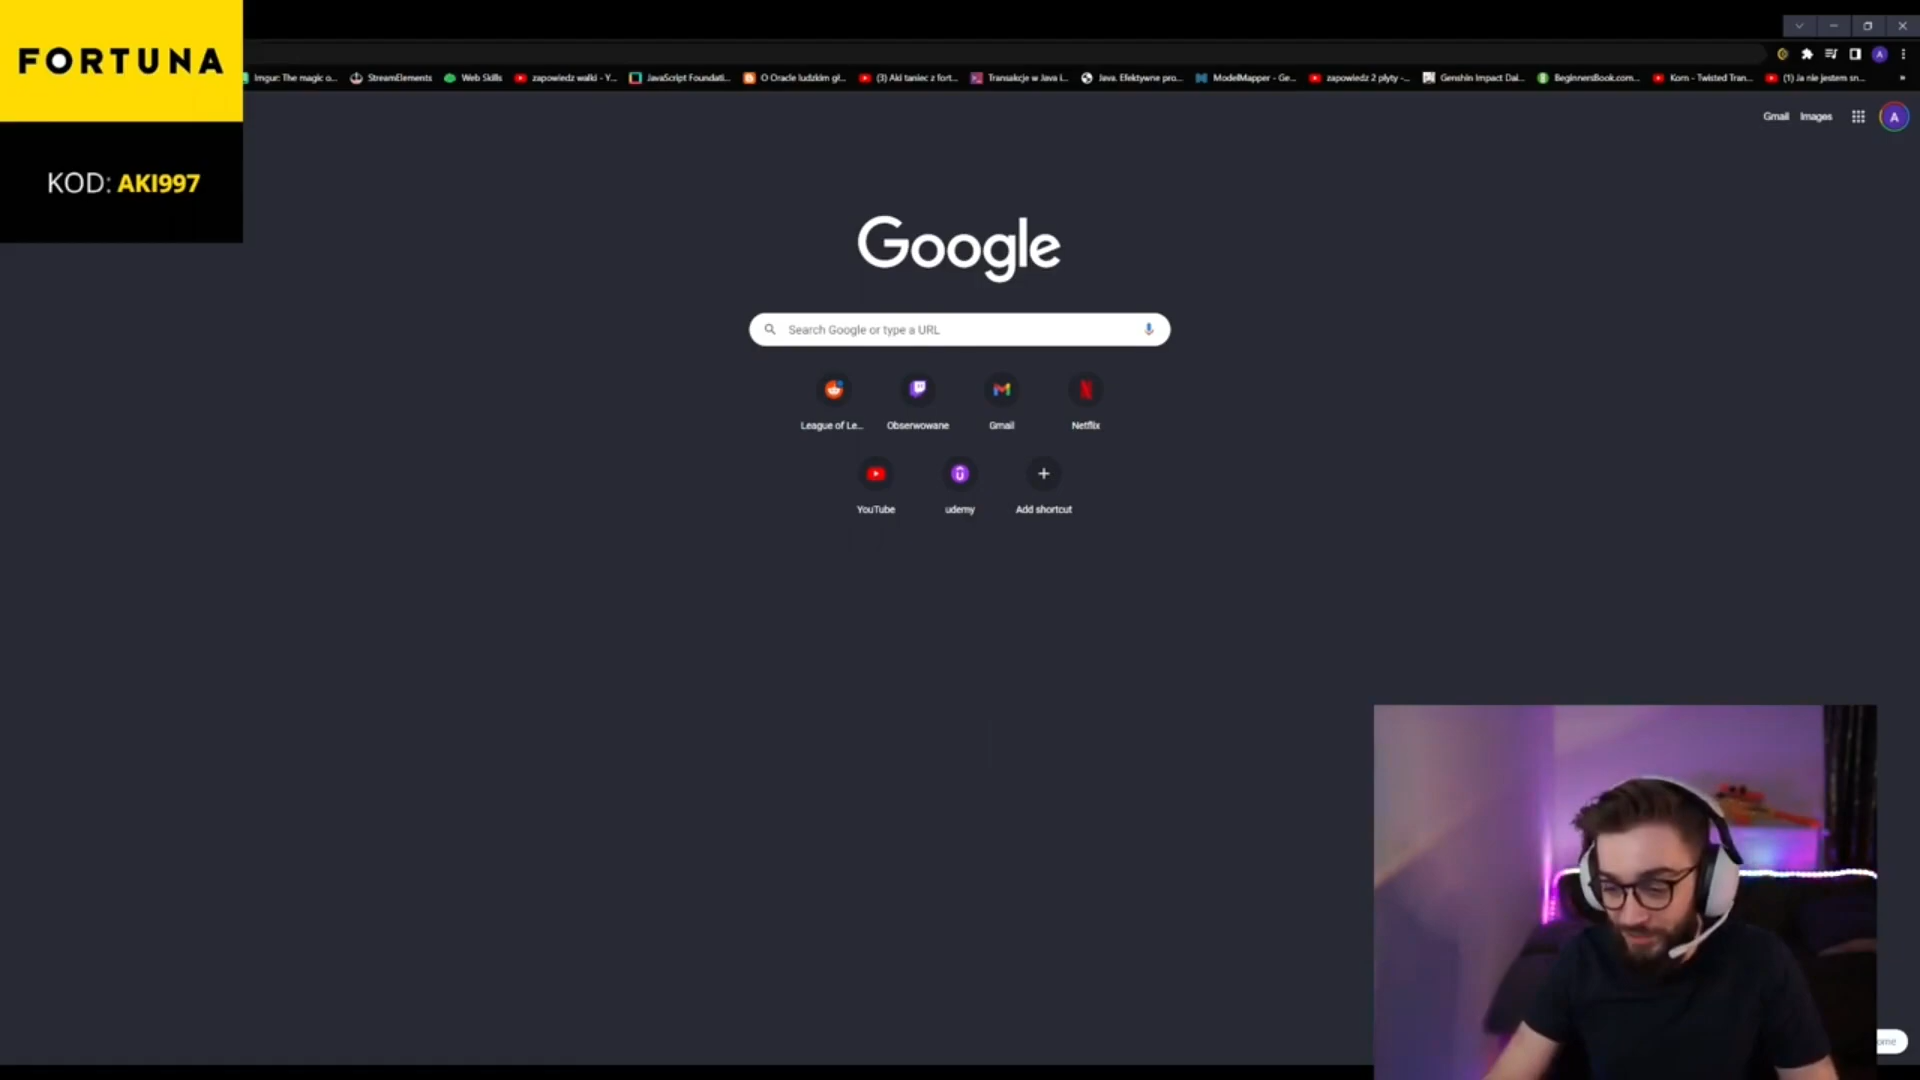 FORTUNA
KOD: AKI997
Imgur: The magic o...
StreamElements
Web Skills
zapowiedz walki - Y...
JavaScript Foundati...
O Oracle ludzkim gł...
(3) Aki taniec z fort...
Transakcje w Java i...
Java. Efektywne pro...
ModelMapper - Ge...
zapowiedz 2 płyty -...
Genshin Impact Dai...
BeginnersBook.com...
Korn - Twisted Tran...
(1) Ja nie jestem sn...
Gmail
Images
A
Google
Search Google or type a URL
League of Le...
Obserwowane
Gmail
Netflix
YouTube
udemy
Add shortcut